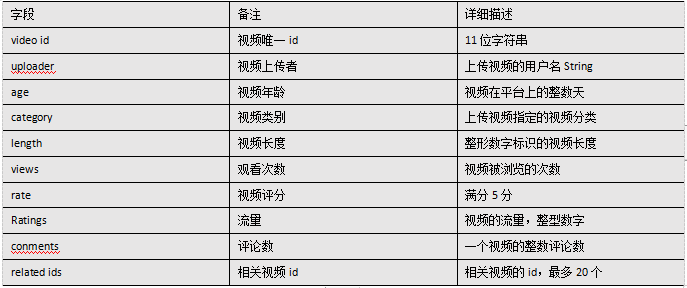 字段 备注 详细描述
video id 视频唯一 id 11 位字符串
uploader 视频上传者 上传视频的用户名 String
age 视频年龄 视频在平台上的整数天
category 视频类别 上传视频指定的视频分类
length 视频长度 整形数字标识的视频长度
views 观看次数 视频被浏览的次数
rate 视频评分 满分 5 分
Ratings 流量 视频的流量，整型数字
conments 评论数 一个视频的整数评论数
related ids 相关视频 id 相关视频的 id，最多 20 个